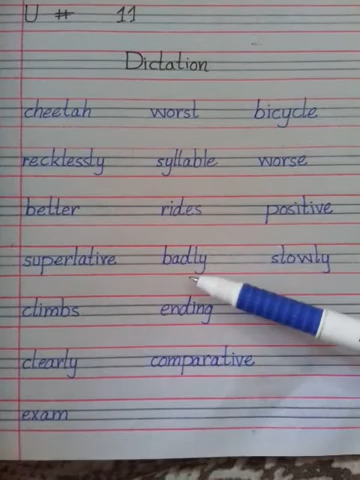 U # 11
Dictation
cheetah worst bicycle
recklessly syllable worse
better rides positive
superlative badly slowly
climbs ending
clearly comparative
exam